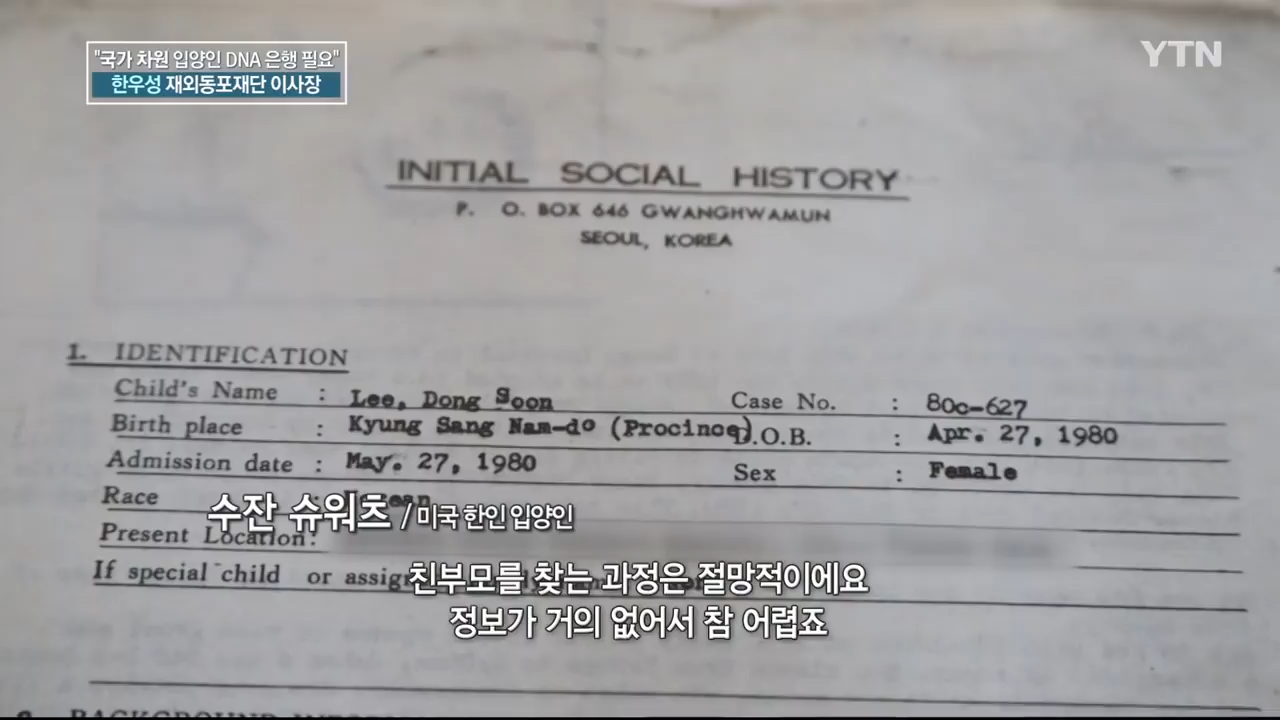 "국가 차원 입양인 DNA 은행 필요"
한우성 재외동포재단 이사장
YTN
INITIAL SOCIAL HISTORY
P. O. BOX 646 GWANGHWAMUN
SEOUL, KOREA
1. IDENTIFICATION
Child's Name : Lee, Dong Soon Case No. : 80c-627
Birth place : Kyung Sang Nam-do (Procince) D.O.B. : Apr. 27, 1980
Admission date : May. 27, 1980 Sex : Female
Race :
수잔 슈워츠 / 미국 한인 입양인
Present Location:
If special child or
친부모를 찾는 과정은 절망적이에요
정보가 거의 없어서 참 어렵죠